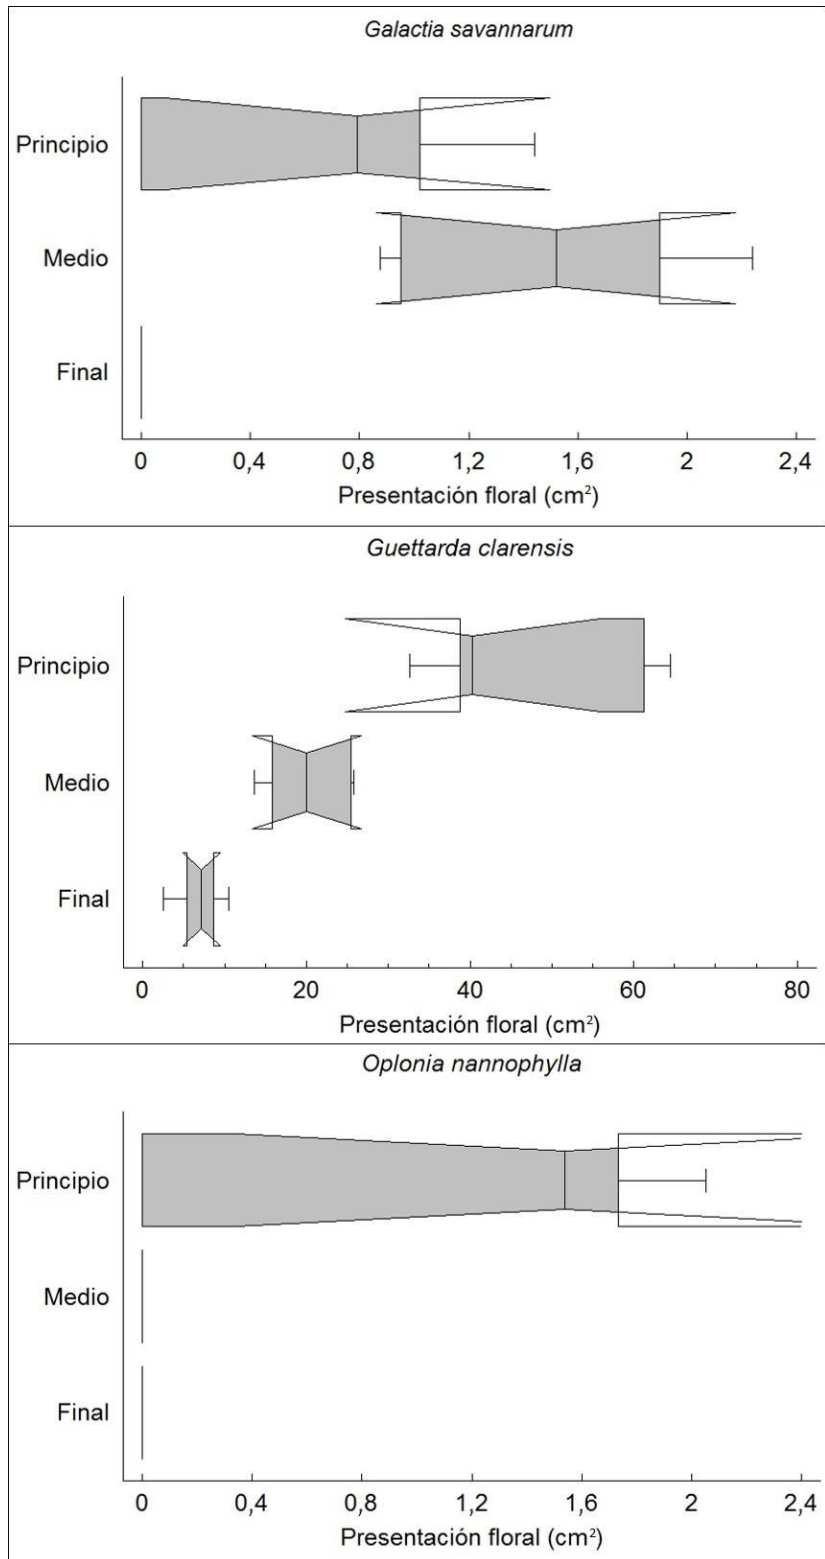 Galactia savannarum
Principio
Medio
Final
0 0,4 0,8 1,2 1,6 2 2,4
Presentación floral (cm²)
Guettarda clarensis
Principio
Medio
Final
0 20 40 60 80
Presentación floral (cm²)
Oplonia nannophylla
Principio
Medio
Final
0 0,4 0,8 1,2 1,6 2 2,4
Presentación floral (cm²)